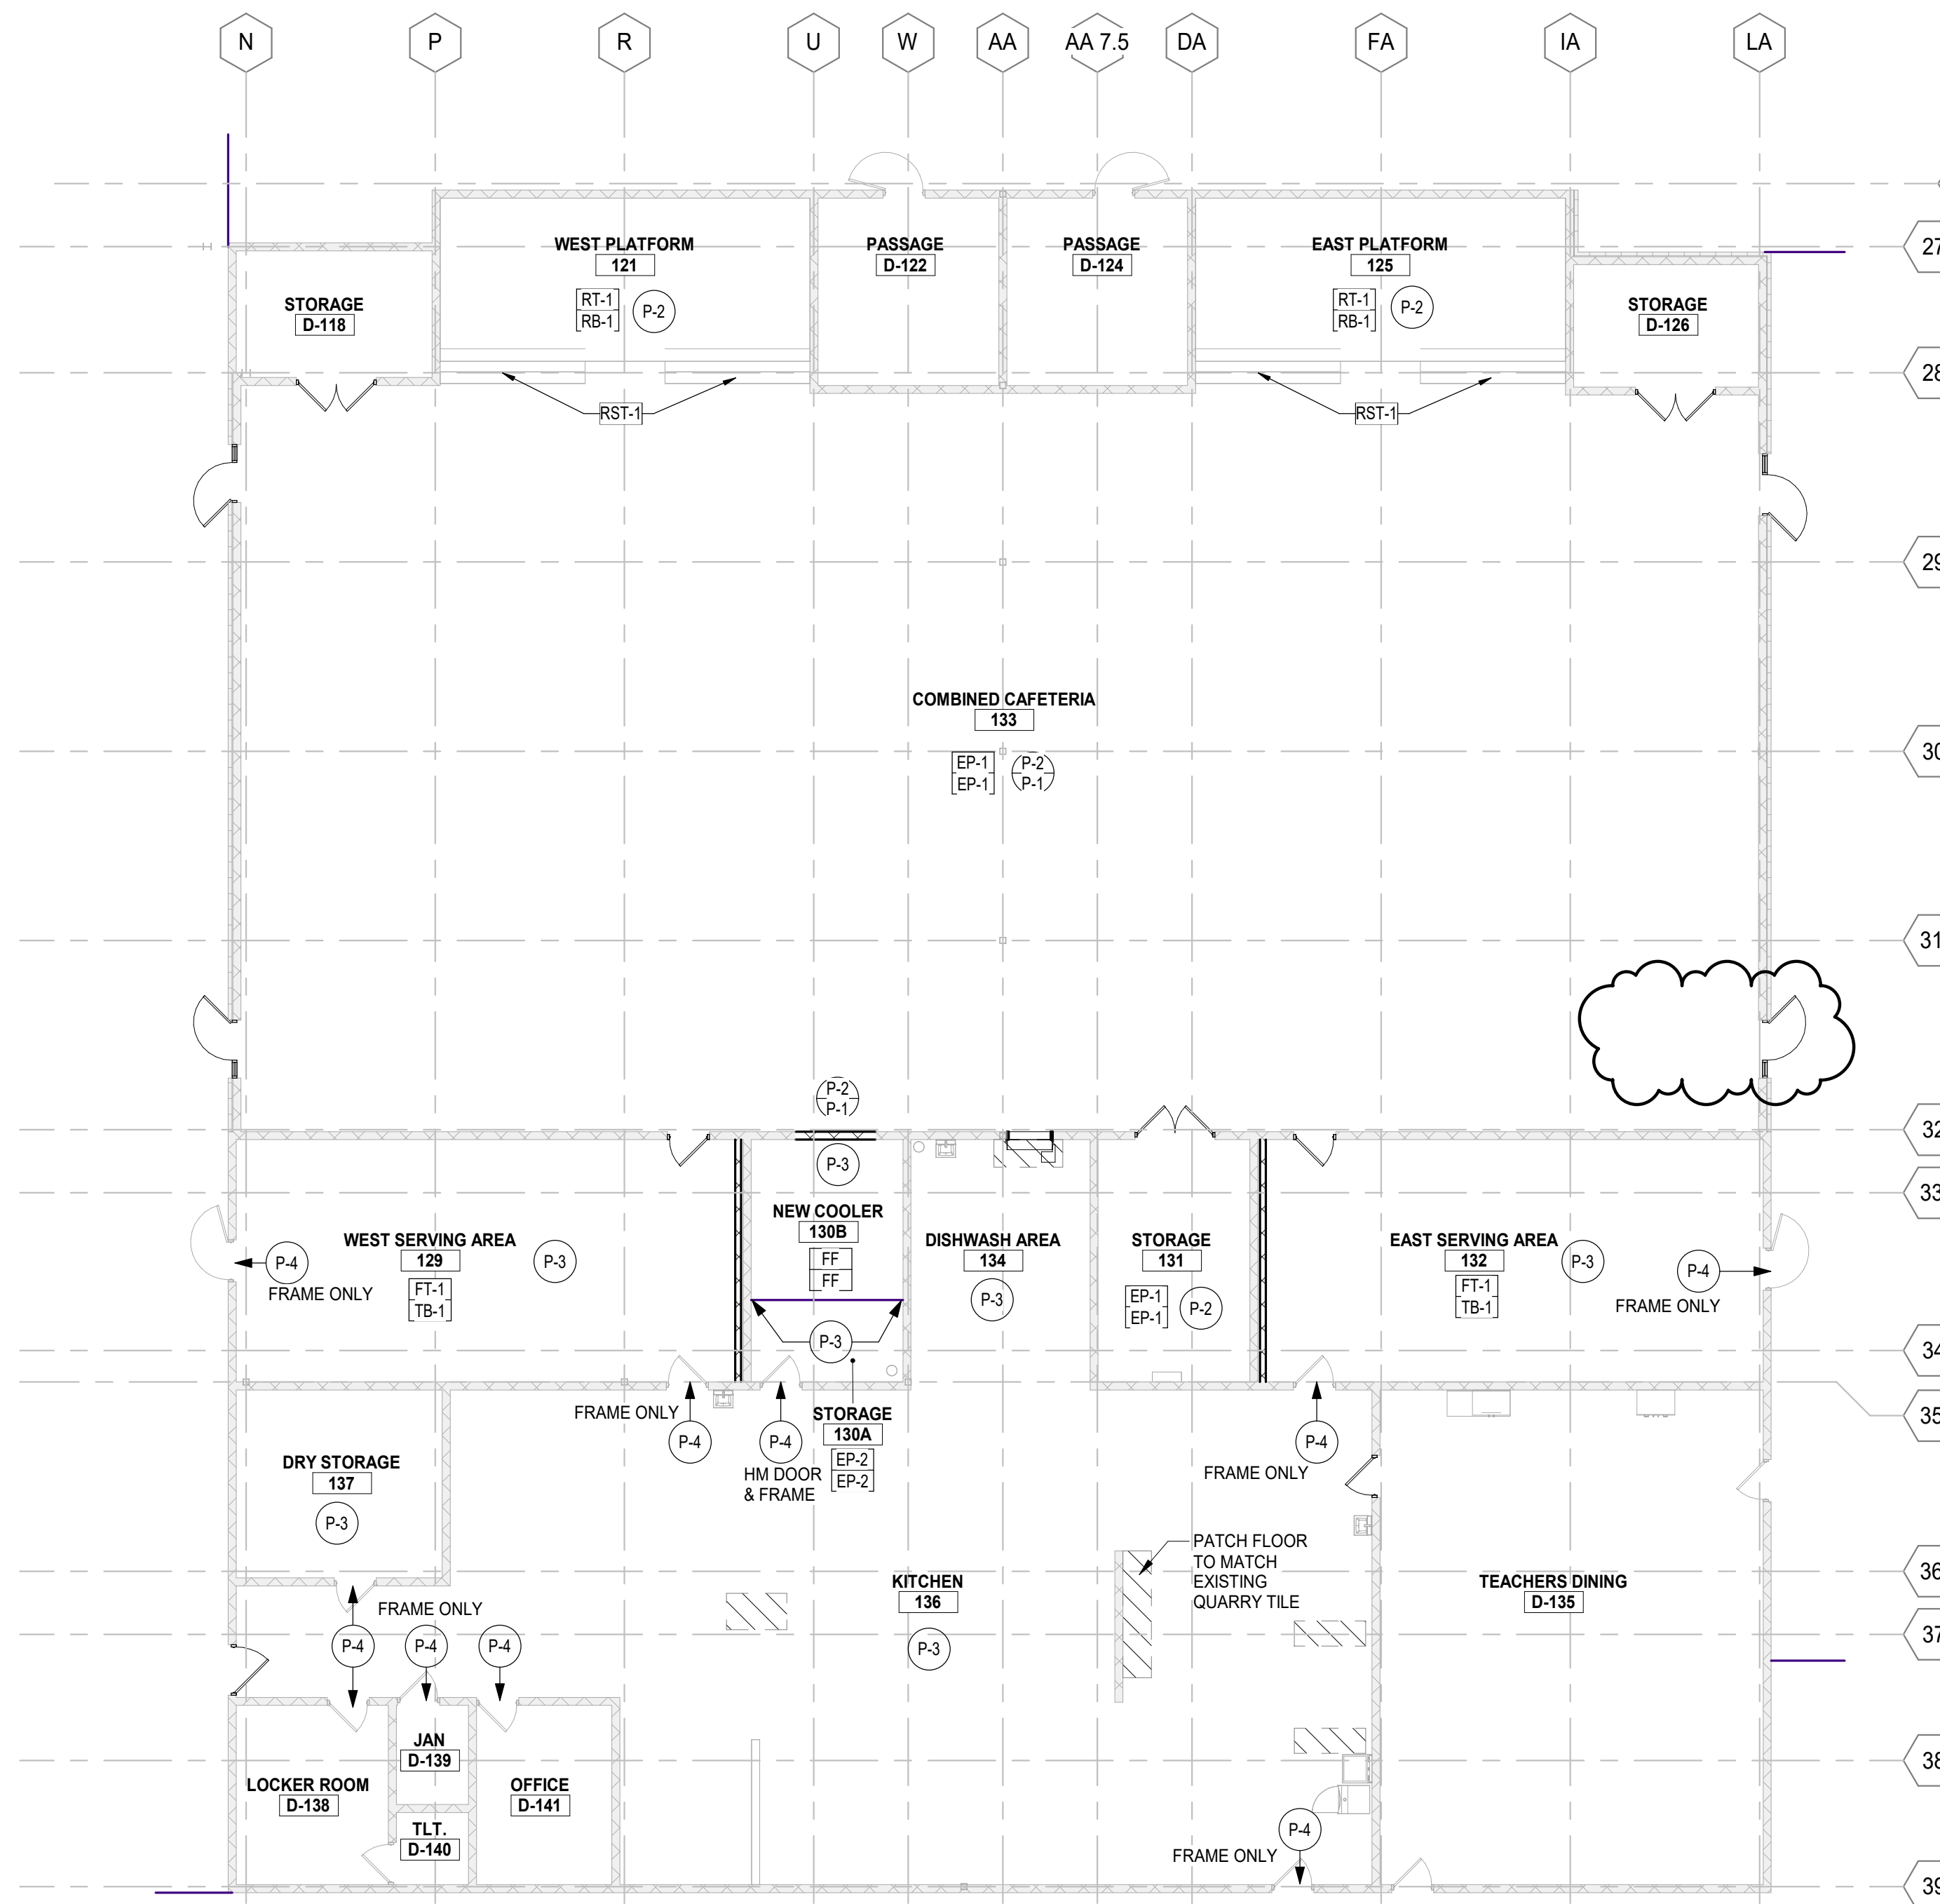 N P R U W AA AA 7.5 DA FA IA LA
27
WEST PLATFORM
121
RT-1
RB-1
P-2
PASSAGE
D-122
PASSAGE
D-124
EAST PLATFORM
125
RT-1
RB-1
P-2
STORAGE
D-118
STORAGE
D-126
28
RST-1
RST-1
29
COMBINED CAFETERIA
133
EP-1
EP-1
P-2
P-1
30
31
P-2
P-1
32
P-3
33
NEW COOLER
130B
FF
FF
WEST SERVING AREA
129
FT-1
TB-1
P-3
P-4
FRAME ONLY
DISHWASH AREA
134
P-3
STORAGE
131
EP-1
EP-1
P-2
EAST SERVING AREA
132
FT-1
TB-1
P-3
P-4
FRAME ONLY
P-3
34
35
FRAME ONLY
P-4
P-4
HM DOOR
& FRAME
STORAGE
130A
EP-2
EP-2
P-4
FRAME ONLY
DRY STORAGE
137
P-3
PATCH FLOOR
TO MATCH
EXISTING
QUARRY TILE
36
KITCHEN
136
P-3
TEACHERS DINING
D-135
FRAME ONLY
P-4
P-4
P-4
37
JAN
D-139
38
LOCKER ROOM
D-138
OFFICE
D-141
TLT.
D-140
P-4
FRAME ONLY
39